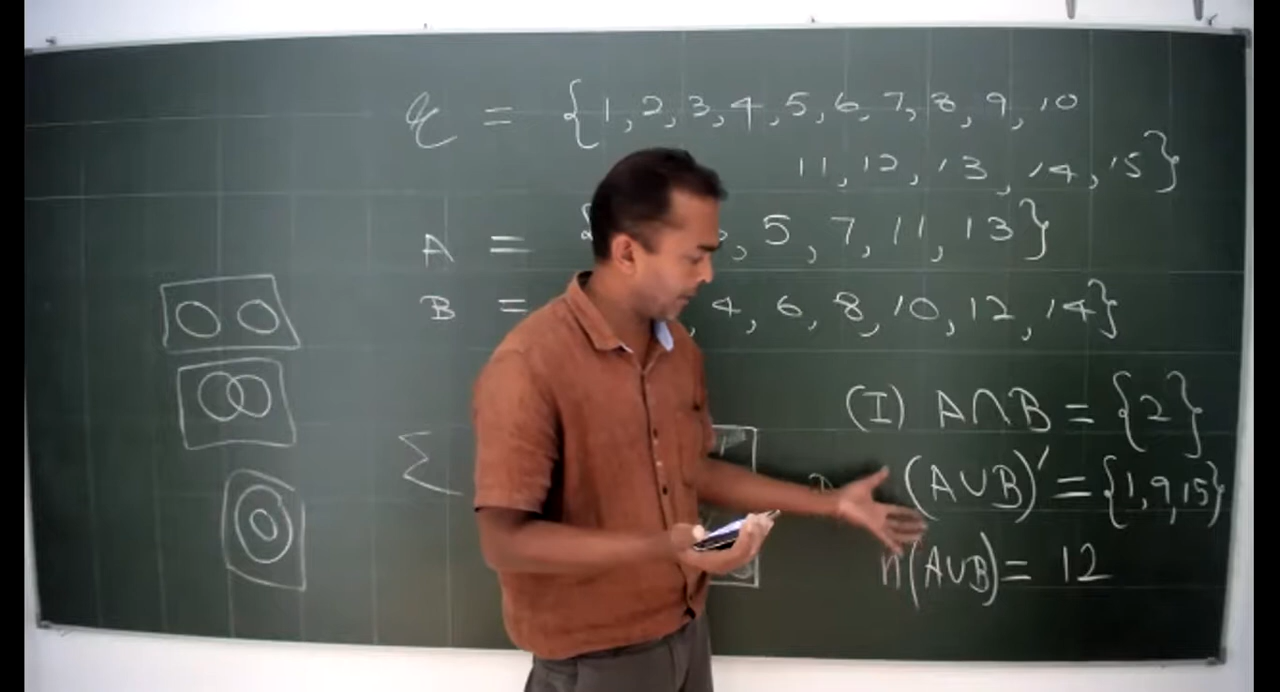 ξ = {1, 2, 3, 4, 5, 6, 7, 8, 9, 10
11, 12, 13, 14, 15}
A = { , 5, 7, 11, 13}
B = , 4, 6, 8, 10, 12, 14}
(I) A∩B = {2}
(A∪B)′ = {1, 9, 15}
n(A∪B) = 12